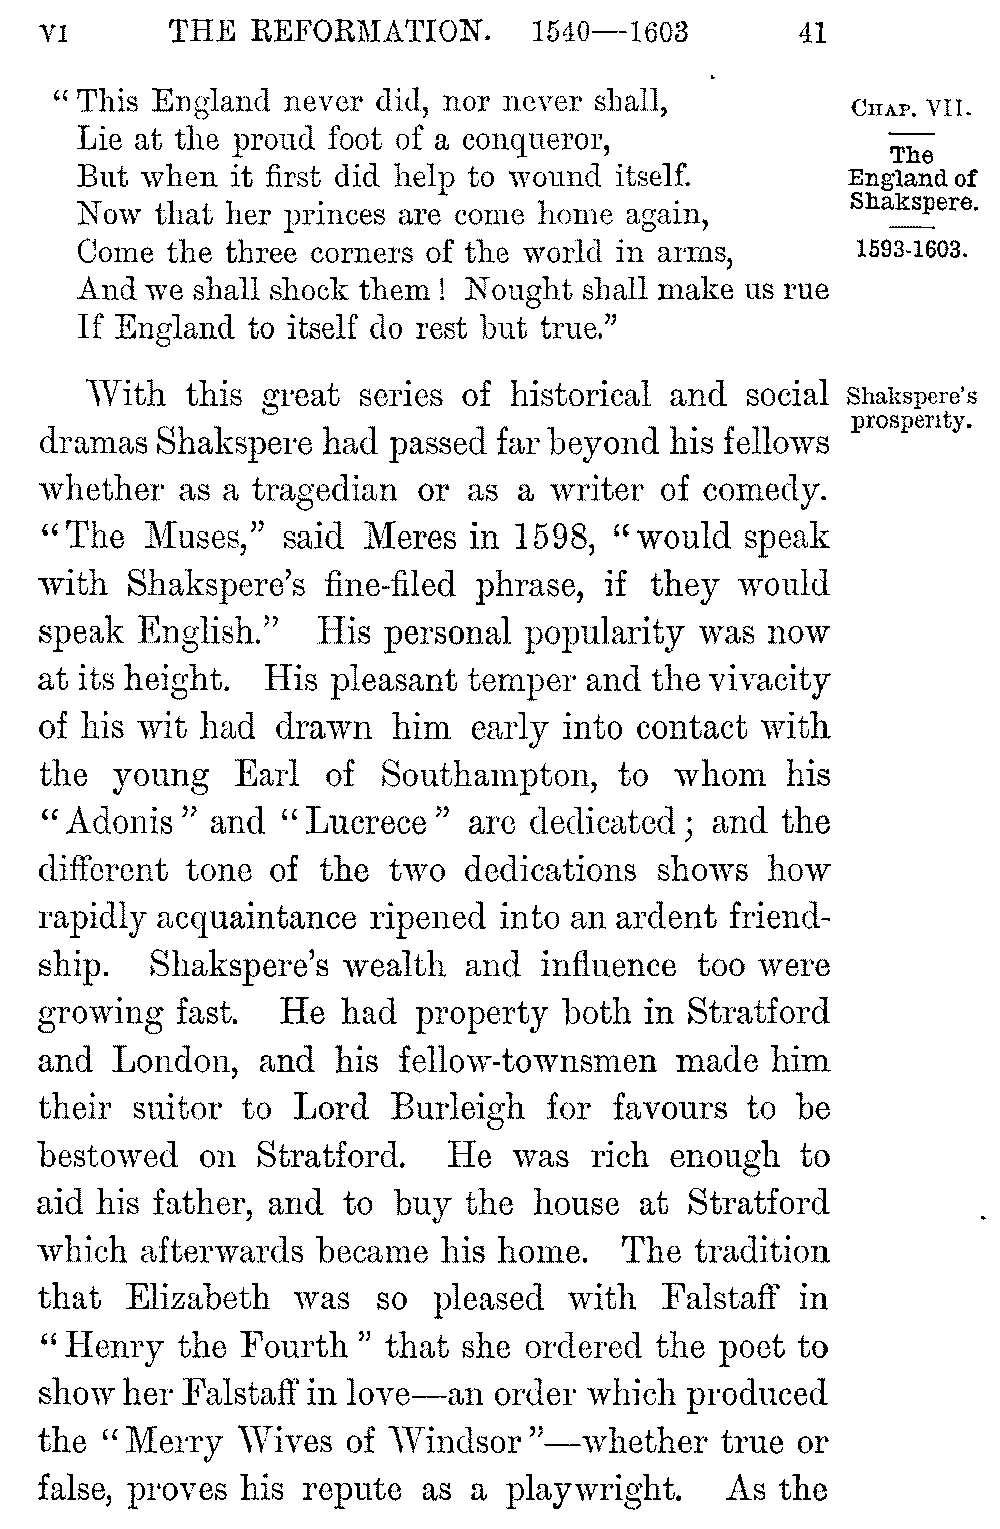 VI THE REFORMATION. 1540—1603 41
“This England never did, nor never shall,
Lie at the proud foot of a conqueror,
But when it first did help to wound itself.
Now that her princes are come home again,
Come the three corners of the world in arms,
And we shall shock them! Nought shall make us rue
If England to itself do rest but true.”
CHAP. VII.
The
England of
Shakspere.
1593-1603.
With this great series of historical and social
dramas Shakspere had passed far beyond his fellows
whether as a tragedian or as a writer of comedy.
“The Muses,” said Meres in 1598, “would speak
with Shakspere’s fine-filed phrase, if they would
speak English.” His personal popularity was now
at its height. His pleasant temper and the vivacity
of his wit had drawn him early into contact with
the young Earl of Southampton, to whom his
“Adonis” and “Lucrece” are dedicated; and the
different tone of the two dedications shows how
rapidly acquaintance ripened into an ardent friend-
ship. Shakspere’s wealth and influence too were
growing fast. He had property both in Stratford
and London, and his fellow-townsmen made him
their suitor to Lord Burleigh for favours to be
bestowed on Stratford. He was rich enough to
aid his father, and to buy the house at Stratford
which afterwards became his home. The tradition
that Elizabeth was so pleased with Falstaff in
“Henry the Fourth” that she ordered the poet to
show her Falstaff in love—an order which produced
the “Merry Wives of Windsor”—whether true or
false, proves his repute as a playwright. As the
Shakspere’s
prosperity.